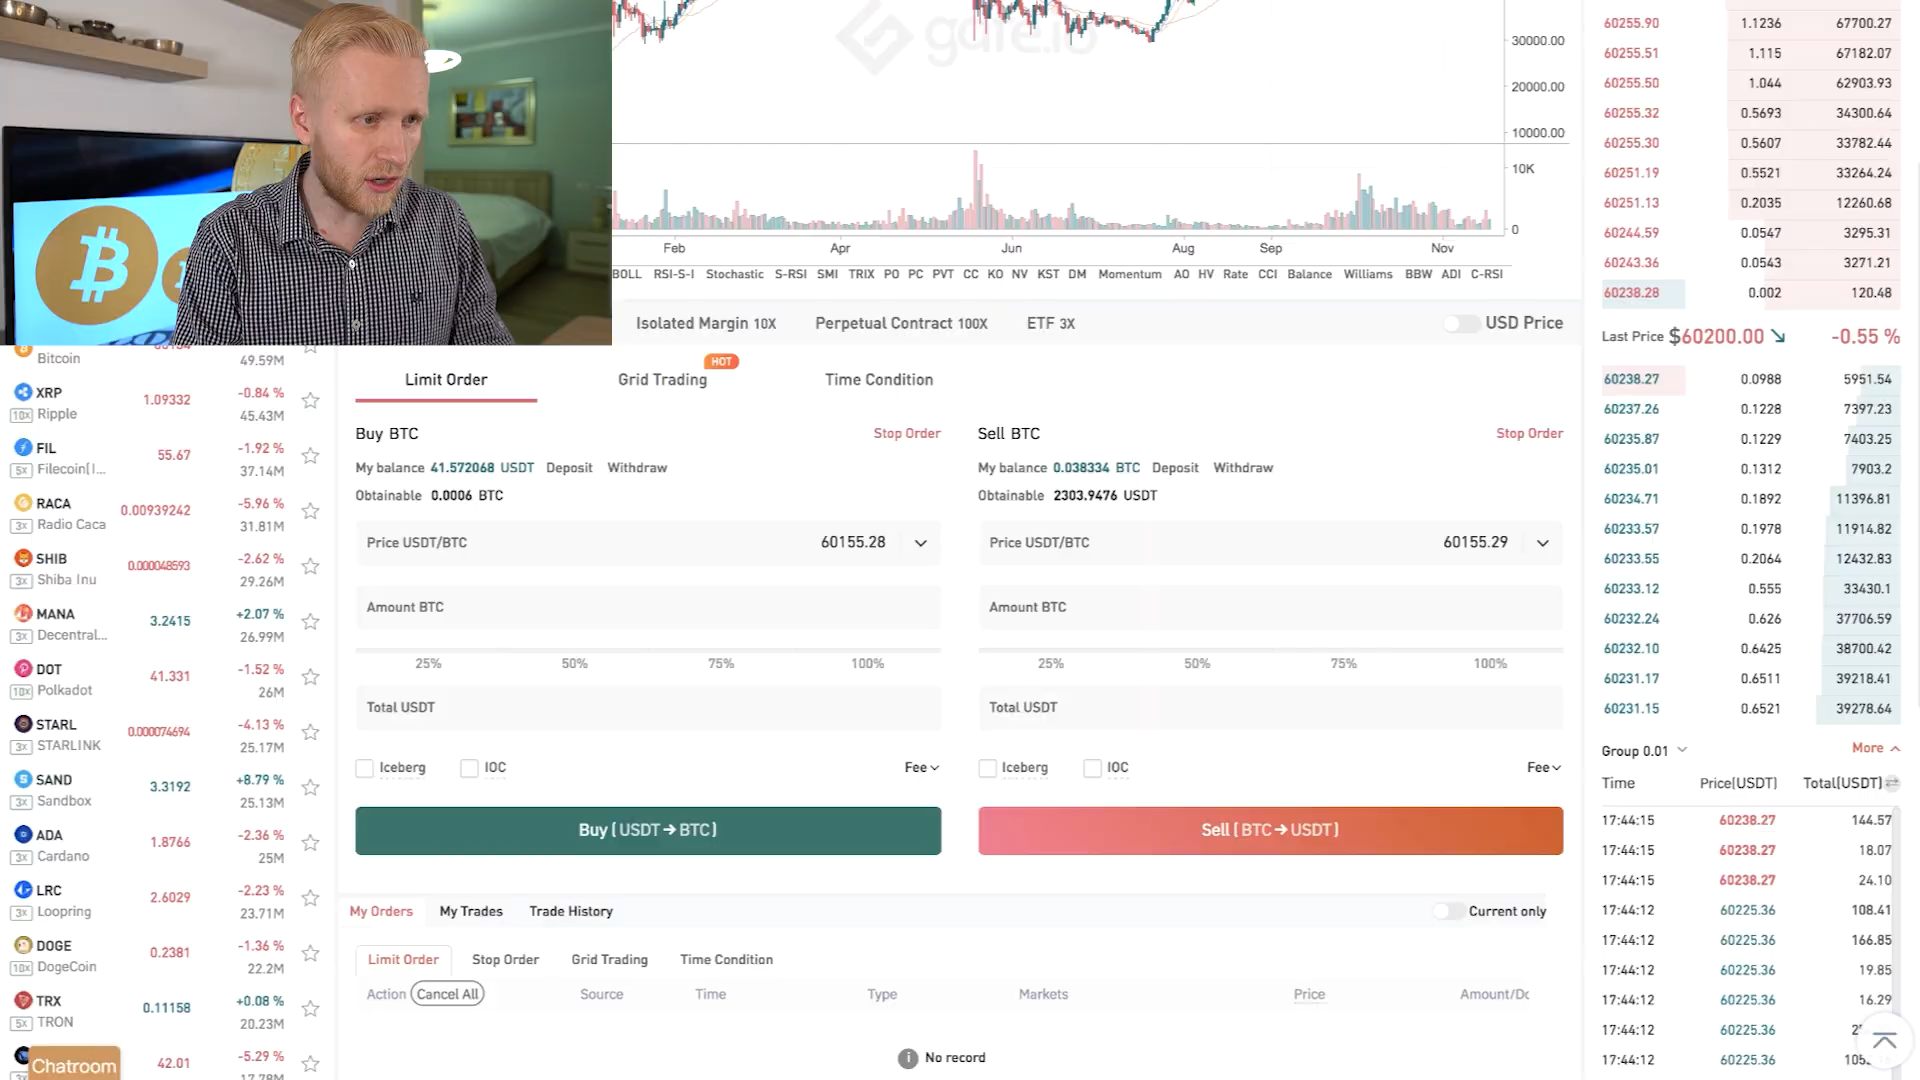 gate.io
30000.00
20000.00
10000.00
10K
0
Feb Apr Jun Aug Sep Nov
BOLL RSI-S-I Stochastic S-RSI SMI TRIX PO PC PVT CC KO NV KST DM Momentum AO HV Rate CCI Balance Williams BBW ADI C-RSI
Isolated Margin 10X Perpetual Contract 100X ETF 3X USD Price
Bitcoin 49.59M
XRP 1.09332 -0.84 %
10x Ripple 45.43M
FIL 55.67 -1.92 %
5x Filecoin[I... 37.14M
RACA 0.00939242 -5.96 %
3x Radio Caca 31.81M
SHIB 0.000048593 -2.62 %
3x Shiba Inu 29.26M
MANA 3.2415 +2.07 %
3x Decentral... 26.99M
DOT 41.331 -1.52 %
10x Polkadot 26M
STARL 0.000074694 -4.13 %
3x STARLINK 25.17M
SAND 3.3192 +8.79 %
3x Sandbox 25.13M
ADA 1.8766 -2.36 %
3x Cardano 25M
LRC 2.6029 -2.23 %
3x Loopring 23.71M
DOGE 0.2381 -1.36 %
10x DogeCoin 22.2M
TRX 0.11158 +0.08 %
5x TRON 20.23M
42.01 -5.29 %
Chatroom 17.78M
HOT
Limit Order Grid Trading Time Condition
Buy BTC Stop Order
My balance 41.572068 USDT Deposit Withdraw
Obtainable 0.0006 BTC
Price USDT/BTC 60155.28
Amount BTC
25% 50% 75% 100%
Total USDT
Iceberg IOC Fee
Buy [ USDT → BTC ]
Sell BTC Stop Order
My balance 0.038334 BTC Deposit Withdraw
Obtainable 2303.9476 USDT
Price USDT/BTC 60155.29
Amount BTC
25% 50% 75% 100%
Total USDT
Iceberg IOC Fee
Sell [ BTC → USDT ]
My Orders My Trades Trade History Current only
Limit Order Stop Order Grid Trading Time Condition
Action Cancel All Source Time Type Markets Price Amount/Do
No record
60255.90 1.1236 67700.27
60255.51 1.115 67182.07
60255.50 1.044 62903.93
60255.32 0.5693 34300.64
60255.30 0.5607 33782.44
60251.19 0.5521 33264.24
60251.13 0.2035 12260.68
60244.59 0.0547 3295.31
60243.36 0.0543 3271.21
60238.28 0.002 120.48
Last Price $60200.00 ↘ -0.55 %
60238.27 0.0988 5951.54
60237.26 0.1228 7397.23
60235.87 0.1229 7403.25
60235.01 0.1312 7903.2
60234.71 0.1892 11396.81
60233.57 0.1978 11914.82
60233.55 0.2064 12432.83
60233.12 0.555 33430.1
60232.24 0.626 37706.59
60232.10 0.6425 38700.42
60231.17 0.6511 39218.41
60231.15 0.6521 39278.64
Group 0.01 More
Time Price(USDT) Total(USDT)
17:44:15 60238.27 144.57
17:44:15 60238.27 18.07
17:44:15 60238.27 24.10
17:44:12 60225.36 108.41
17:44:12 60225.36 166.85
17:44:12 60225.36 19.85
17:44:12 60225.36 16.29
17:44:12 60225.36
17:44:12 60225.36